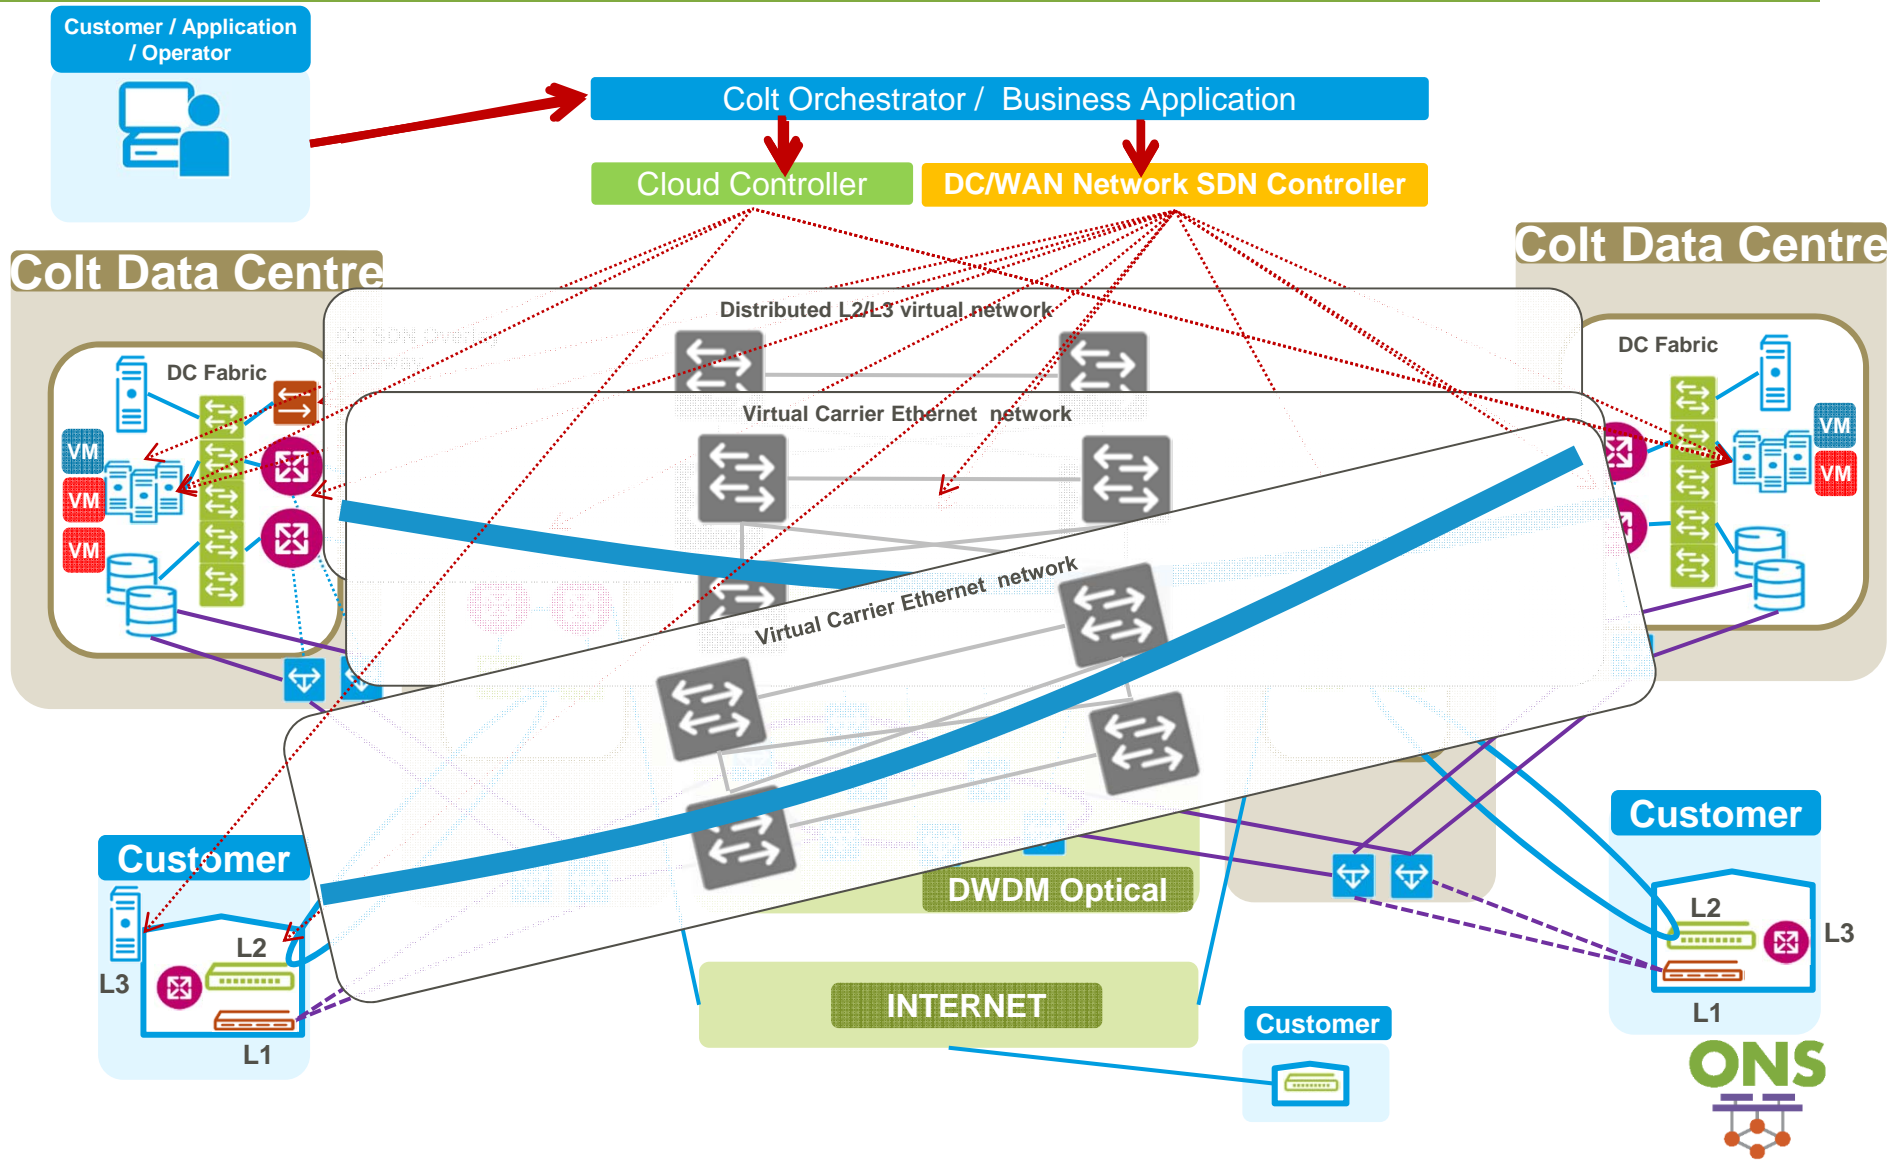 Customer / Application
/ Operator
Colt Orchestrator / Business Application
Cloud Controller
DC/WAN Network SDN Controller
Colt Data Centre
Colt Data Centre
Distributed L2/L3 virtual network
DC Fabric
DC Fabric
Virtual Carrier Ethernet network
VM
VM
VM
VM
VM
Virtual Carrier Ethernet network
Customer
L2
L3
L1
DWDM Optical
INTERNET
Customer
Customer
L2
L3
L1
ONS